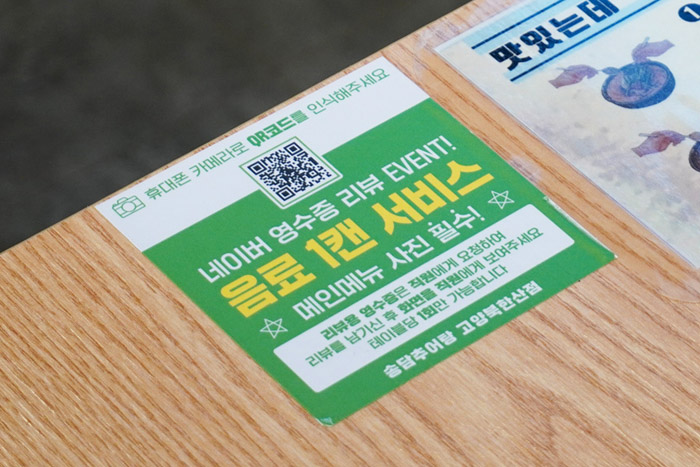 휴대폰 카메라로 QR코드를 인식해주세요
네이버 영수증 리뷰 EVENT!
음료 1캔 서비스
메인메뉴 사진 필수!
리뷰용 영수증은 직원에게 요청하여
리뷰를 남기신 후 화면을 직원에게 보여주세요
테이블당 1회만 가능합니다
송담추어탕 고양북한산점
맛있는데
1